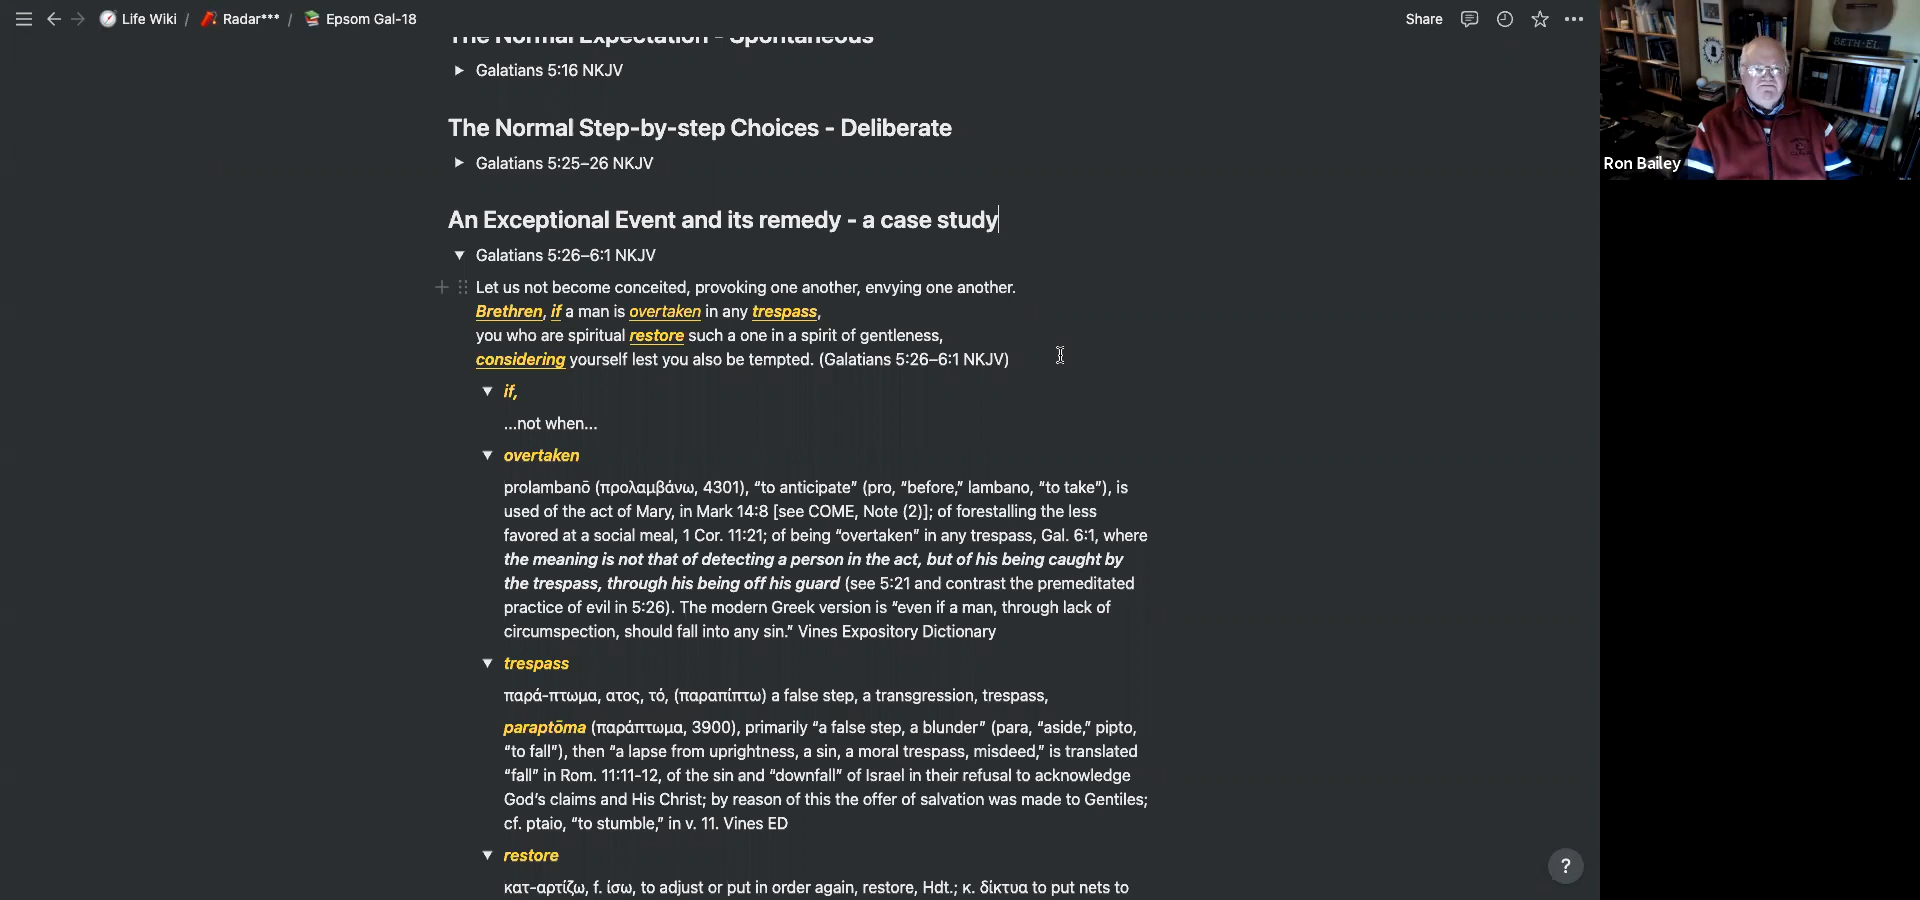 Life Wiki / Radar*** / Epsom Gal-18
Share
The Normal Expectation - Spontaneous
Galatians 5:16 NKJV
The Normal Step-by-step Choices - Deliberate
Galatians 5:25–26 NKJV
An Exceptional Event and its remedy - a case study
Galatians 5:26–6:1 NKJV
Let us not become conceited, provoking one another, envying one another.
Brethren, if a man is overtaken in any trespass,
you who are spiritual restore such a one in a spirit of gentleness,
considering yourself lest you also be tempted. (Galatians 5:26–6:1 NKJV)
if,
...not when...
overtaken
prolambanō (προλαμβάνω, 4301), “to anticipate” (pro, “before,” lambano, “to take”), is
used of the act of Mary, in Mark 14:8 [see COME, Note (2)]; of forestalling the less
favored at a social meal, 1 Cor. 11:21; of being “overtaken” in any trespass, Gal. 6:1, where
the meaning is not that of detecting a person in the act, but of his being caught by
the trespass, through his being off his guard (see 5:21 and contrast the premeditated
practice of evil in 5:26). The modern Greek version is “even if a man, through lack of
circumspection, should fall into any sin.” Vines Expository Dictionary
trespass
παρά-πτωμα, ατος, τό, (παραπίπτω) a false step, a transgression, trespass,
paraptōma (παράπτωμα, 3900), primarily “a false step, a blunder” (para, “aside,” pipto,
“to fall”), then “a lapse from uprightness, a sin, a moral trespass, misdeed,” is translated
“fall” in Rom. 11:11-12, of the sin and “downfall” of Israel in their refusal to acknowledge
God’s claims and His Christ; by reason of this the offer of salvation was made to Gentiles;
cf. ptaio, “to stumble,” in v. 11. Vines ED
restore
κατ-αρτίζω, f. ίσω, to adjust or put in order again, restore, Hdt.; κ. δίκτυα to put nets to
?
BETH-EL
Ron Bailey